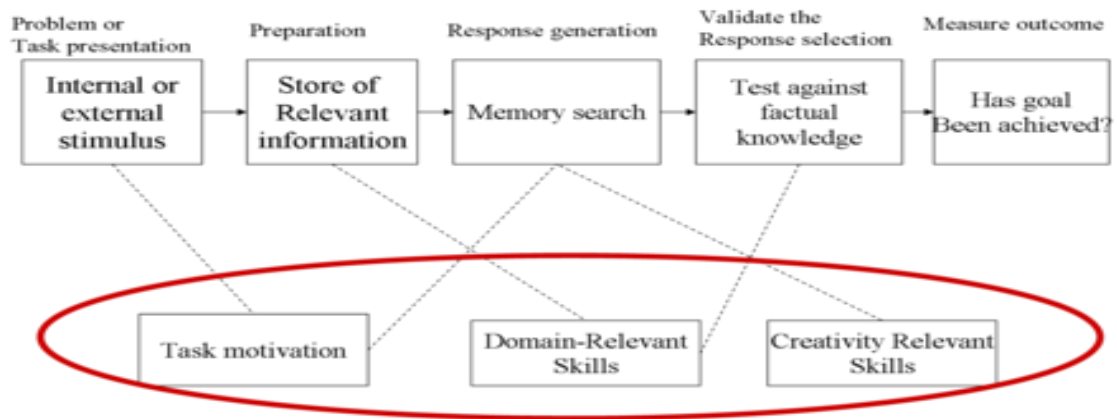 Problem or
Task presentation
Preparation
Response generation
Validate the
Response selection
Measure outcome
Internal or
external
stimulus
Store of
Relevant
information
Memory search
Test against
factual
knowledge
Has goal
Been achieved?
Task motivation
Domain-Relevant
Skills
Creativity Relevant
Skills